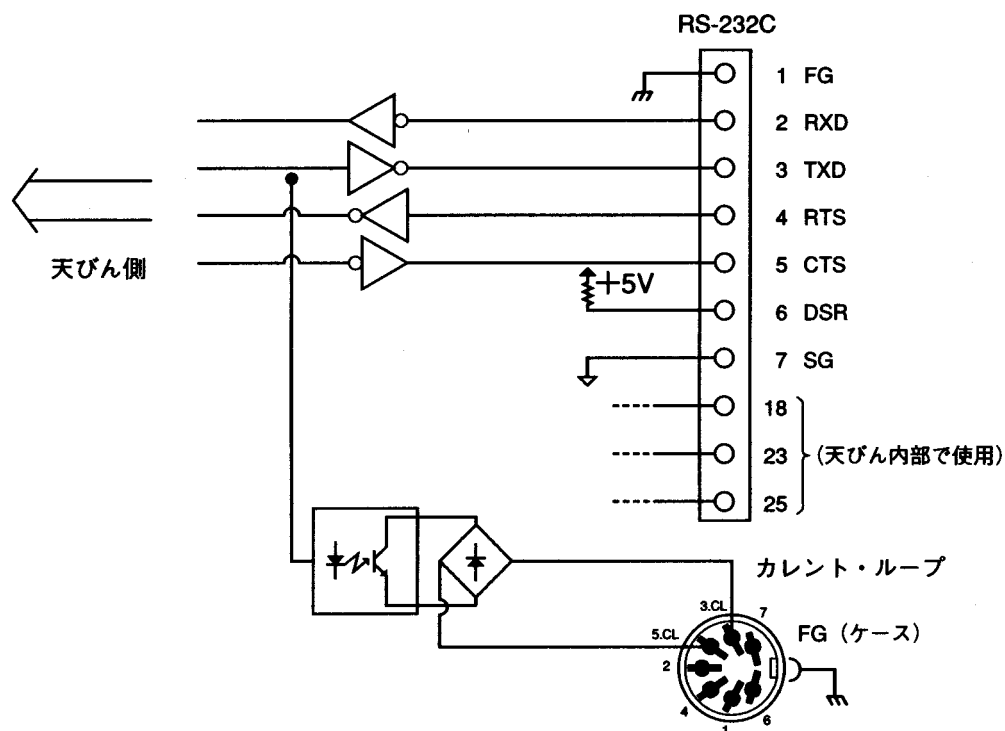 RS-232C
1 FG
2 RXD
3 TXD
4 RTS
5 CTS
6 DSR
7 SG
18
23
25
(天びん内部で使用)
天びん側
+5V
カレント・ループ
3.CL
7
5.CL
FG(ケース)
2
4
1
6